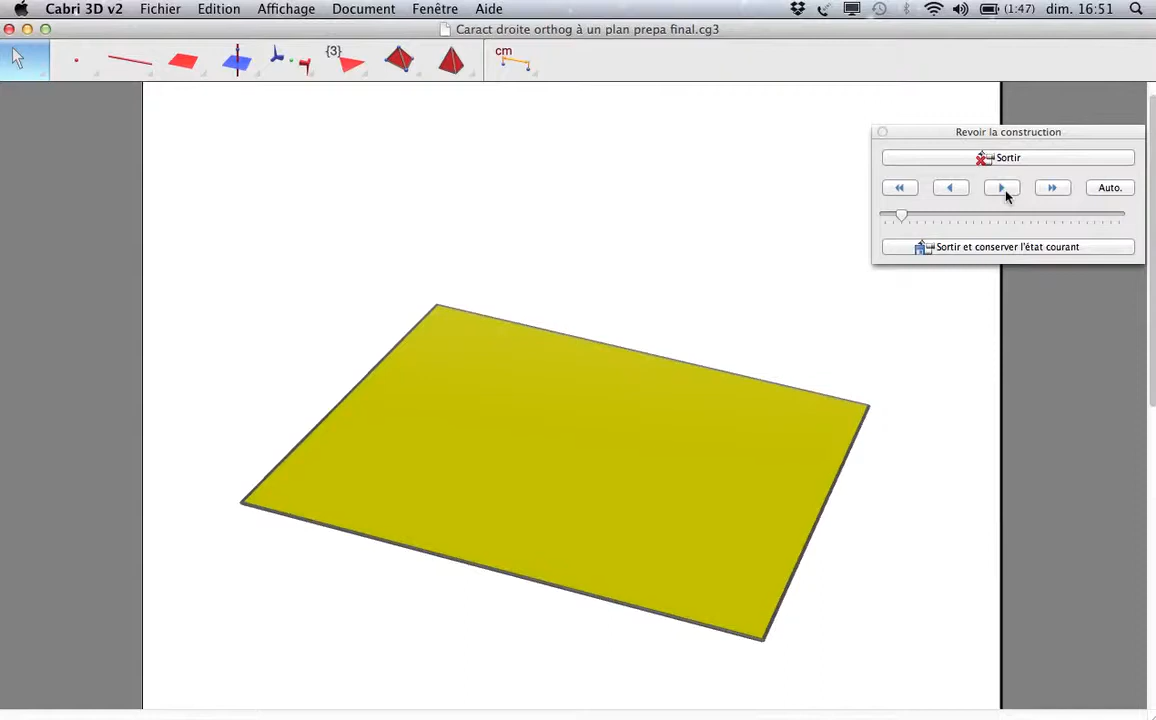 Cabri 3D v2 Fichier Edition Affichage Document Fenêtre Aide (1:47) dim. 16:51
Caract droite orthog à un plan prepa final.cg3
{3} cm
Revoir la construction
Sortir
Auto.
Sortir et conserver l'état courant